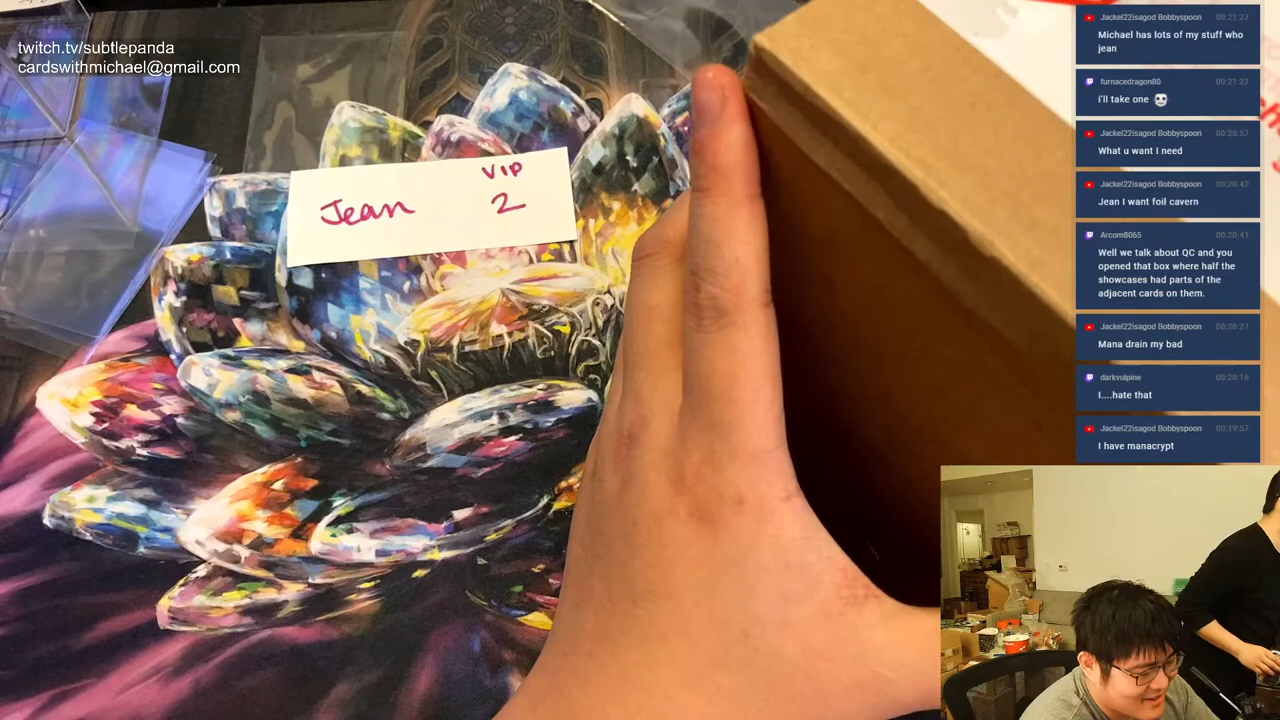 twitch.tv/subtlepanda
cardswithmichael@gmail.com
VIP
Jean 2
Jackel22isagod Bobbyspoon 00:21:27
Michael has lots of my stuff who
jean
furnacedragon80 00:21:22
i'll take one
Jackel22isagod Bobbyspoon 00:20:57
What u want I need
Jackel22isagod Bobbyspoon 00:20:42
Jean I want foil cavern
Arcom8065 00:20:41
Well we talk about QC and you
opened that box where half the
showcases had parts of the
adjacent cards on them.
Jackel22isagod Bobbyspoon 00:20:27
Mana drain my bad
darkvulpine 00:20:16
I....hate that
Jackel22isagod Bobbyspoon 00:19:57
I have manacrypt